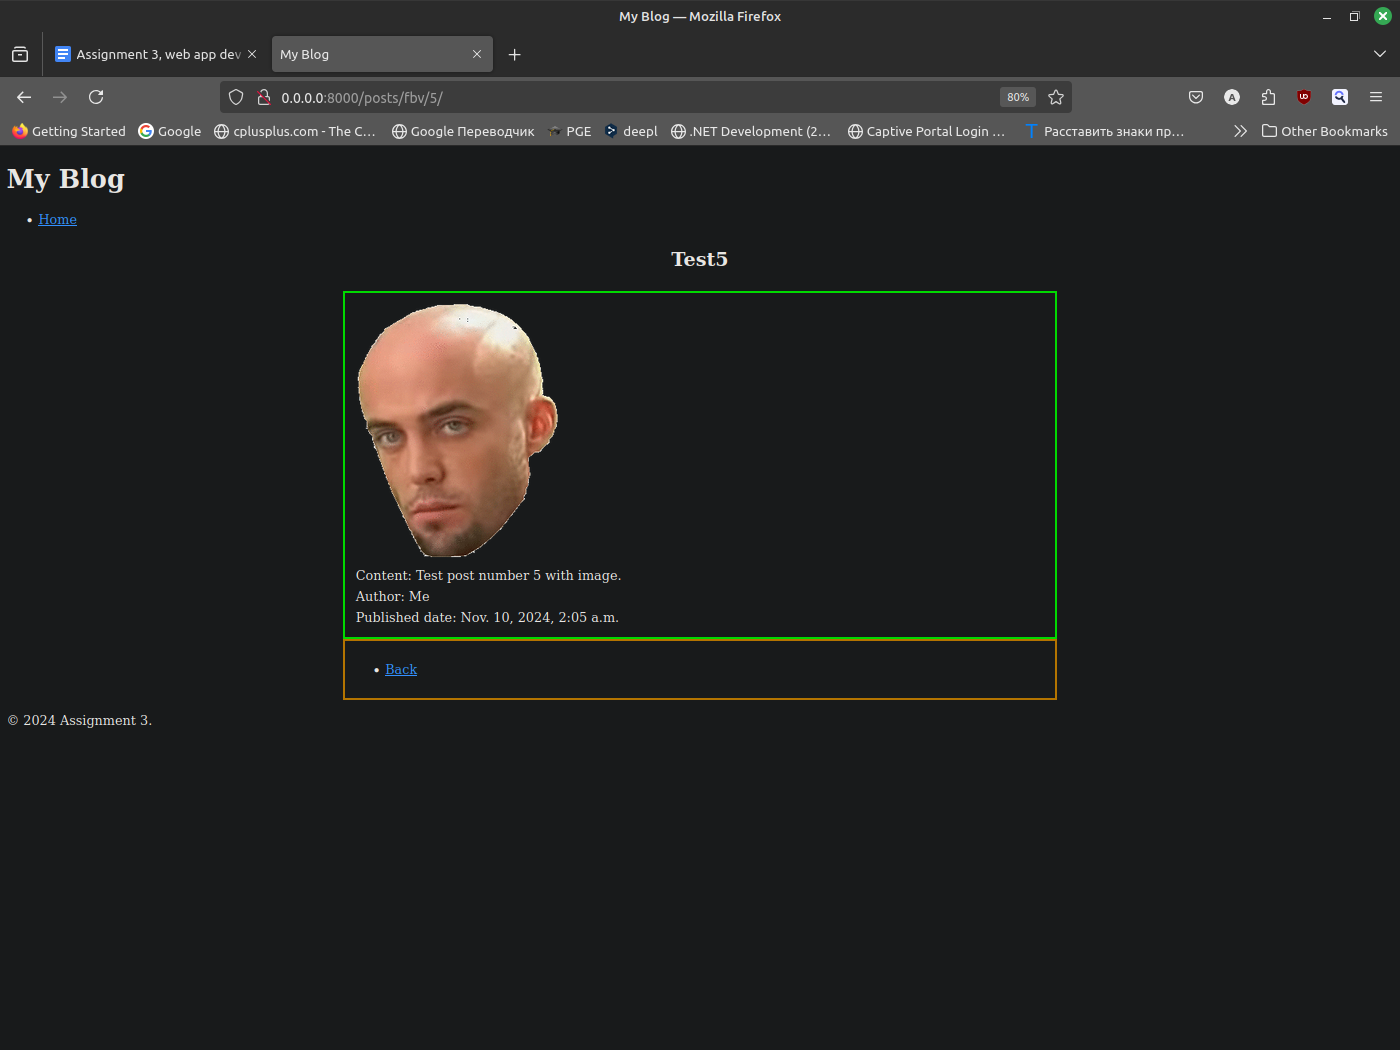 My Blog — Mozilla Firefox
Assignment 3, web app dev
My Blog
0.0.0.0:8000/posts/fbv/5/
80%
Getting Started
Google
cplusplus.com - The C…
Google Переводчик
PGE
deepl
.NET Development (2…
Captive Portal Login …
Расставить знаки пр…
Other Bookmarks
My Blog
• Home
Test5
Content: Test post number 5 with image.
Author: Me
Published date: Nov. 10, 2024, 2:05 a.m.
• Back
© 2024 Assignment 3.